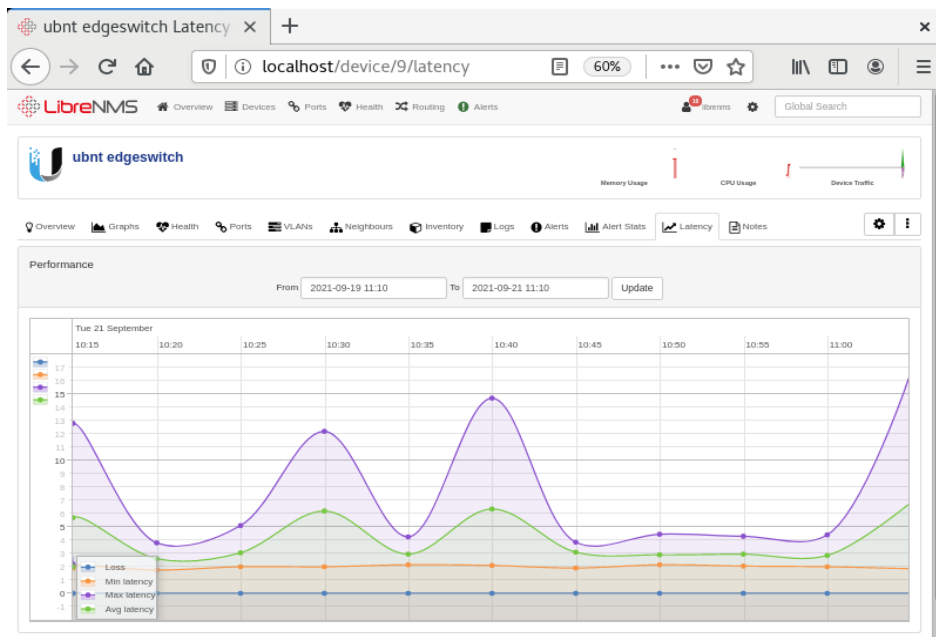 ubnt edgeswitch Latency
localhost/device/9/latency 60%
LibreNMS Overview Devices Ports Health Routing Alerts librenms Global Search
ubnt edgeswitch
Memory Usage CPU Usage Device Traffic
Overview Graphs Health Ports VLANs Neighbours Inventory Logs Alerts Alert Stats Latency Notes
Performance
From 2021-09-19 11:10 To 2021-09-21 11:10 Update
Tue 21 September
10:15 10:20 10:25 10:30 10:35 10:40 10:45 10:50 10:55 11:00
17
16
15
14
13
12
11
10
9
8
7
6
5
4
3
2
1
0
-1
Loss
Min latency
Max latency
Avg latency